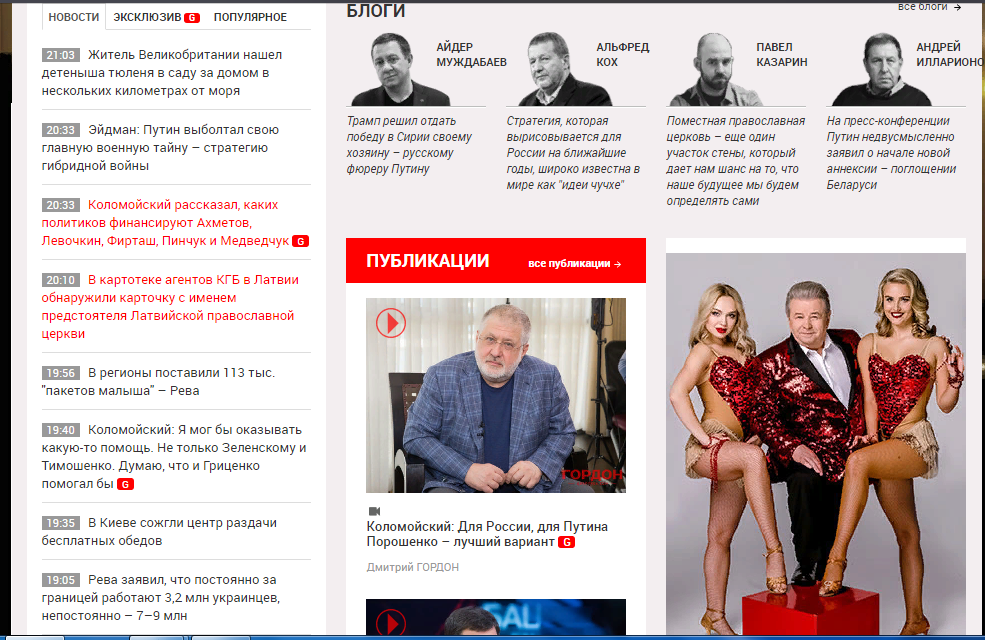 НОВОСТИ
ЭКСКЛЮЗИВ G
ПОПУЛЯРНОЕ
21:03 Житель Великобритании нашел
детеныша тюленя в саду за домом в
нескольких километрах от моря
20:33 Эйдман: Путин выболтал свою
главную военную тайну – стратегию
гибридной войны
20:33 Коломойский рассказал, каких
политиков финансируют Ахметов,
Левочкин, Фирташ, Пинчук и Медведчук G
20:10 В картотеке агентов КГБ в Латвии
обнаружили карточку с именем
предстоятеля Латвийской православной
церкви
19:56 В регионы поставили 113 тыс.
"пакетов малыша" – Рева
19:40 Коломойский: Я мог бы оказывать
какую-то помощь. Не только Зеленскому и
Тимошенко. Думаю, что и Гриценко
помогал бы G
19:35 В Киеве сожгли центр раздачи
бесплатных обедов
19:05 Рева заявил, что постоянно за
границей работают 3,2 млн украинцев,
непостоянно – 7–9 млн
БЛОГИ
все блоги →
АЙДЕР
МУЖДАБАЕВ
Трамп решил отдать
победу в Сирии своему
хозяину – русскому
фюреру Путину
АЛЬФРЕД
КОХ
Стратегия, которая
вырисовывается для
России на ближайшие
годы, широко известна в
мире как "идеи чучхе"
ПАВЕЛ
КАЗАРИН
Поместная православная
церковь – еще один
участок стены, который
дает нам шанс на то, что
наше будущее мы будем
определять сами
АНДРЕЙ
ИЛЛАРИОНО
На пресс-конференции
Путин недвусмысленно
заявил о начале новой
аннексии – поглощении
Беларуси
ПУБЛИКАЦИИ
все публикации →
ГОРДОН
Коломойский: Для России, для Путина
Порошенко – лучший вариант G
Дмитрий ГОРДОН
SAU